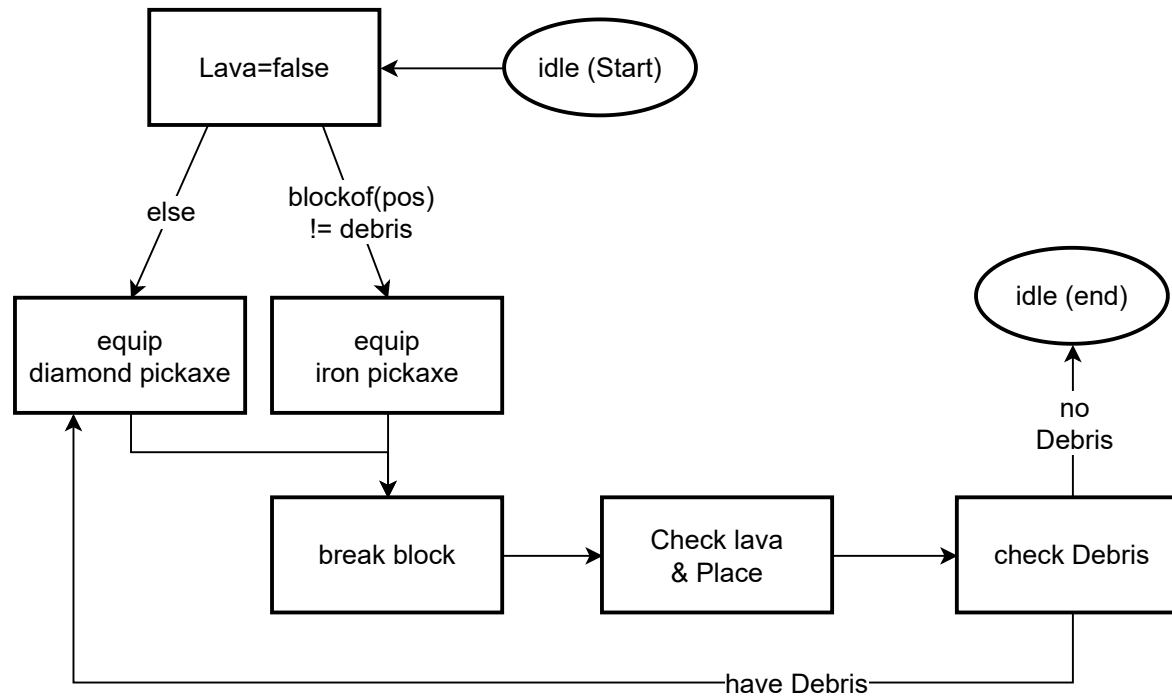 Lava=false
idle (Start)
else
blockof(pos)
!= debris
equip
diamond pickaxe
equip
iron pickaxe
idle (end)
no
Debris
break block
Check lava
& Place
check Debris
have Debris